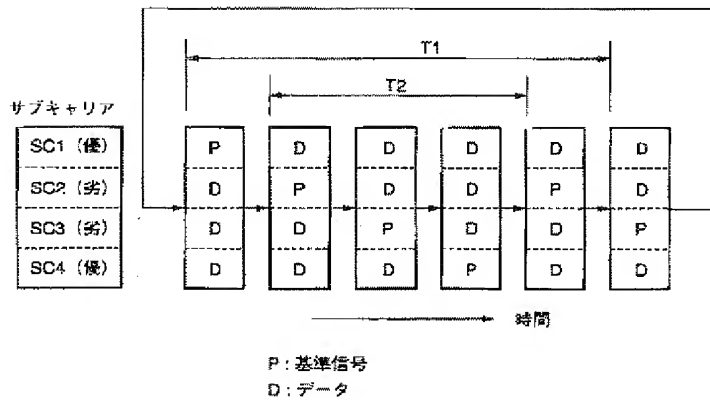 T1
T2
サブキャリア
SC1 (優) P D D D D D
SC2 (劣) D P D D P D
SC3 (劣) D D P D D P
SC4 (優) D D D P D D
時間
P : 基準信号
D : データ